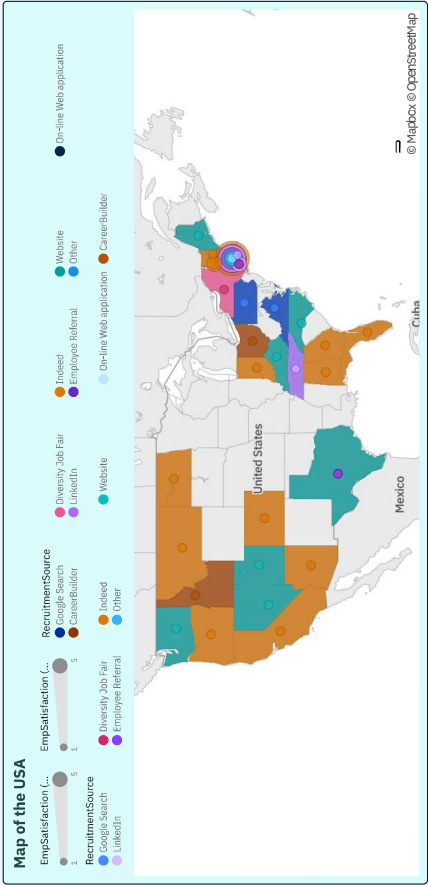 Map of the USA
EmpSatisfaction (...
1
5
EmpSatisfaction (...
1
5
RecruitmentSource
Google Search
CareerBuilder
Diversity Job Fair
LinkedIn
Indeed
Employee Referral
Website
Other
On-line Web application
RecruitmentSource
Google Search
LinkedIn
Diversity Job Fair
Employee Referral
Indeed
Other
Website
On-line Web application
CareerBuilder
United States
Mexico
Cuba
© Mapbox © OpenStreetMap